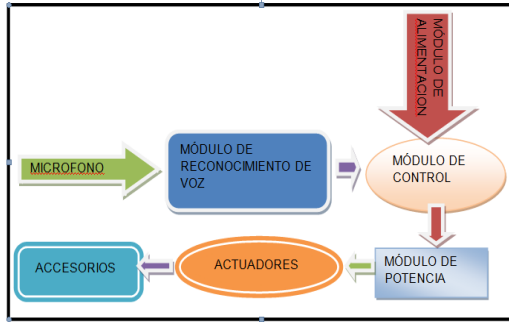 MÓDULO DE
ALIMENTACION
MICROFONO
MÓDULO DE
RECONOCIMIENTO DE
VOZ
MÓDULO DE
CONTROL
ACCESORIOS
ACTUADORES
MÓDULO DE
POTENCIA